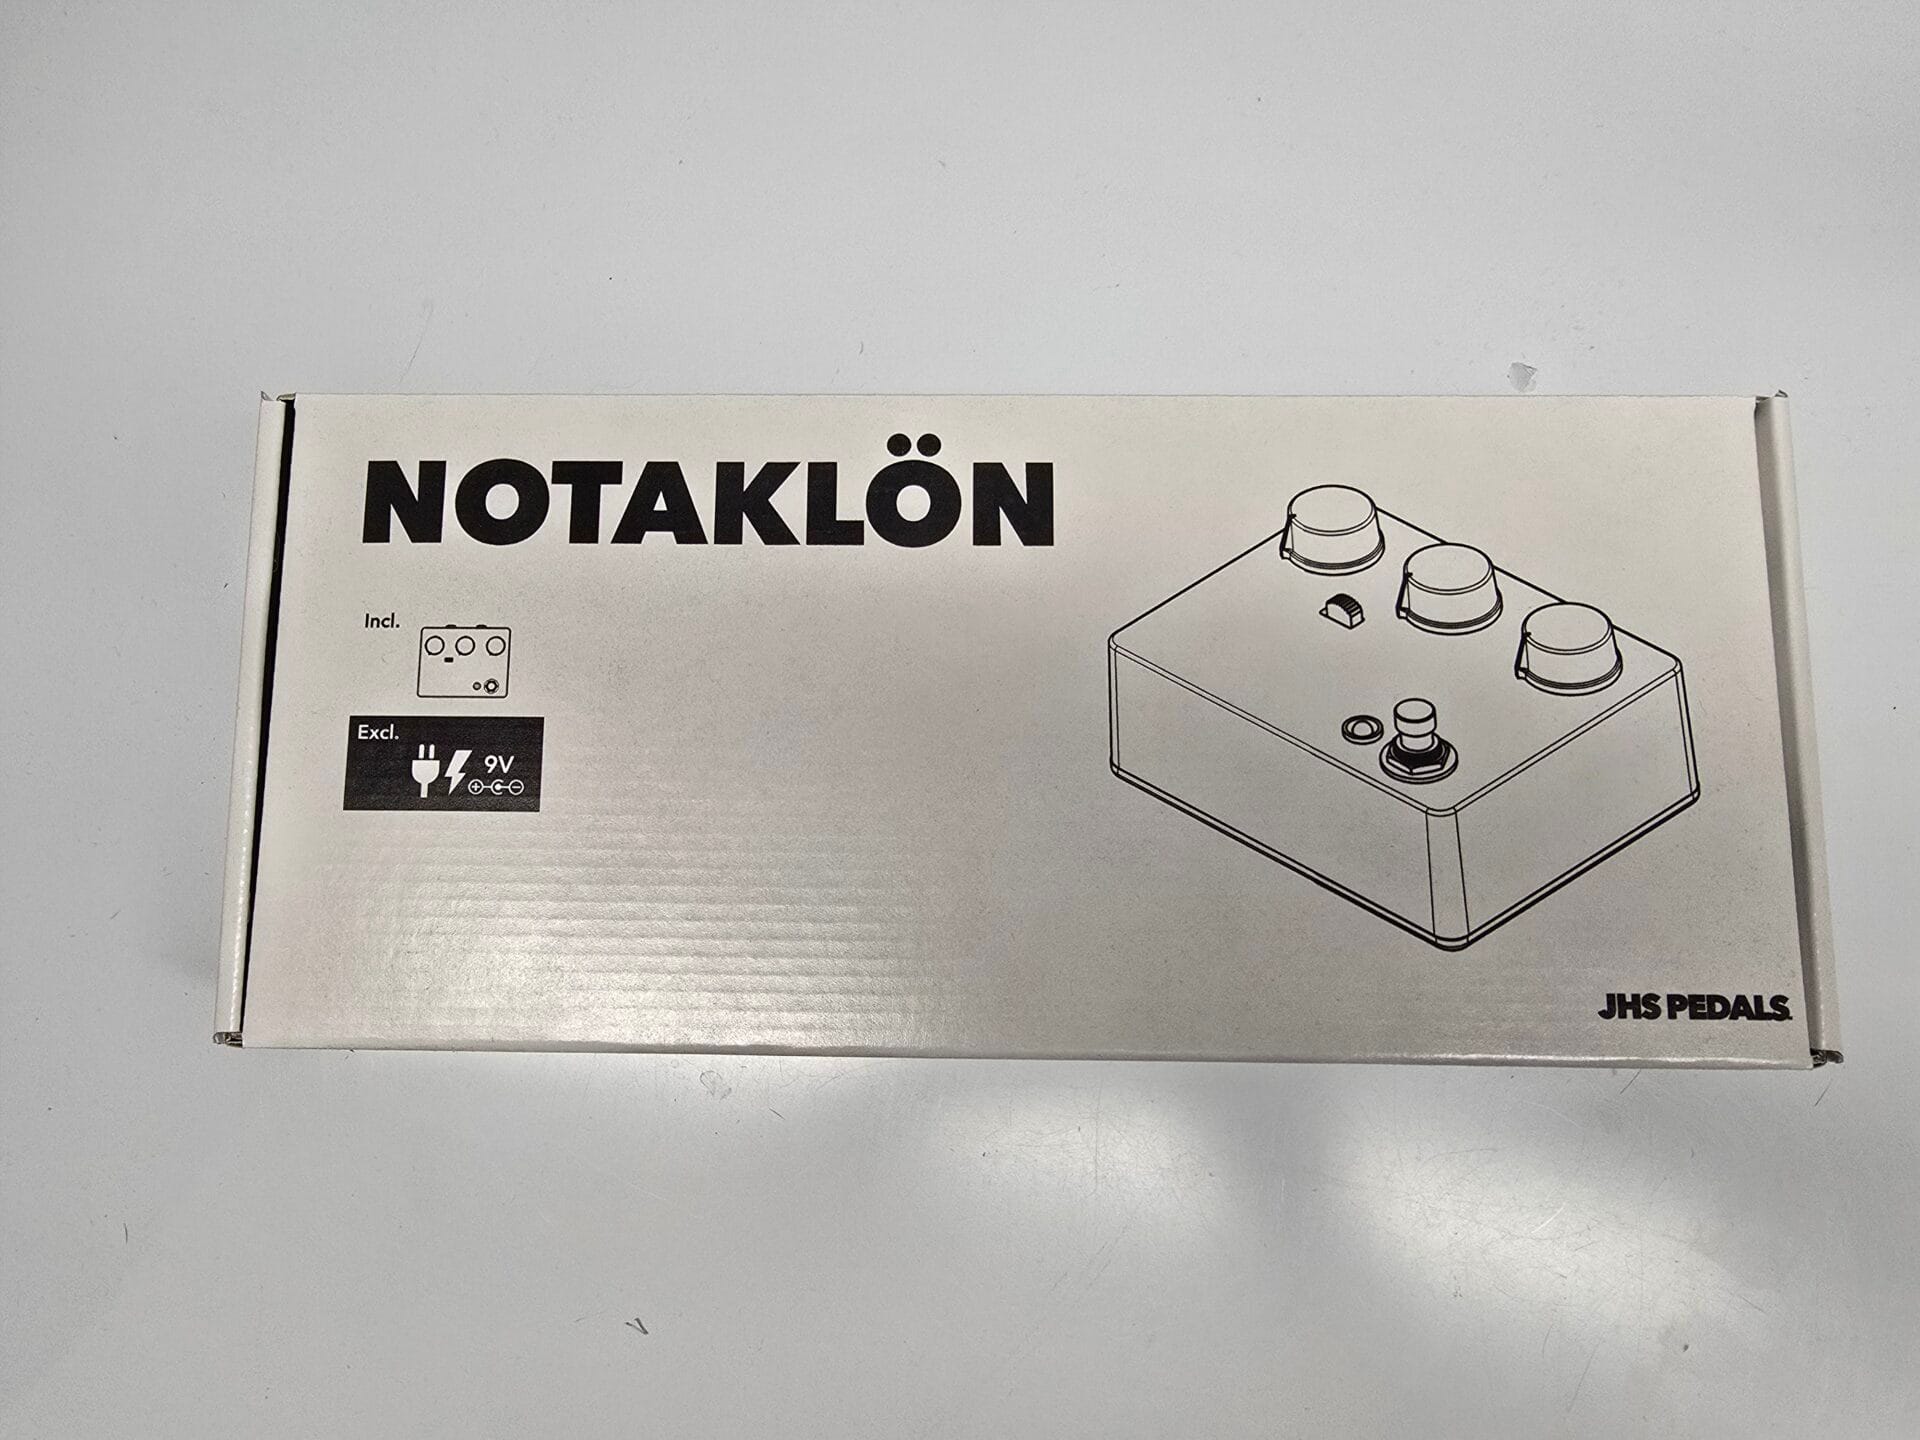 NOTAKLÖN
Incl.
Excl.
9V
JHS PEDALS.